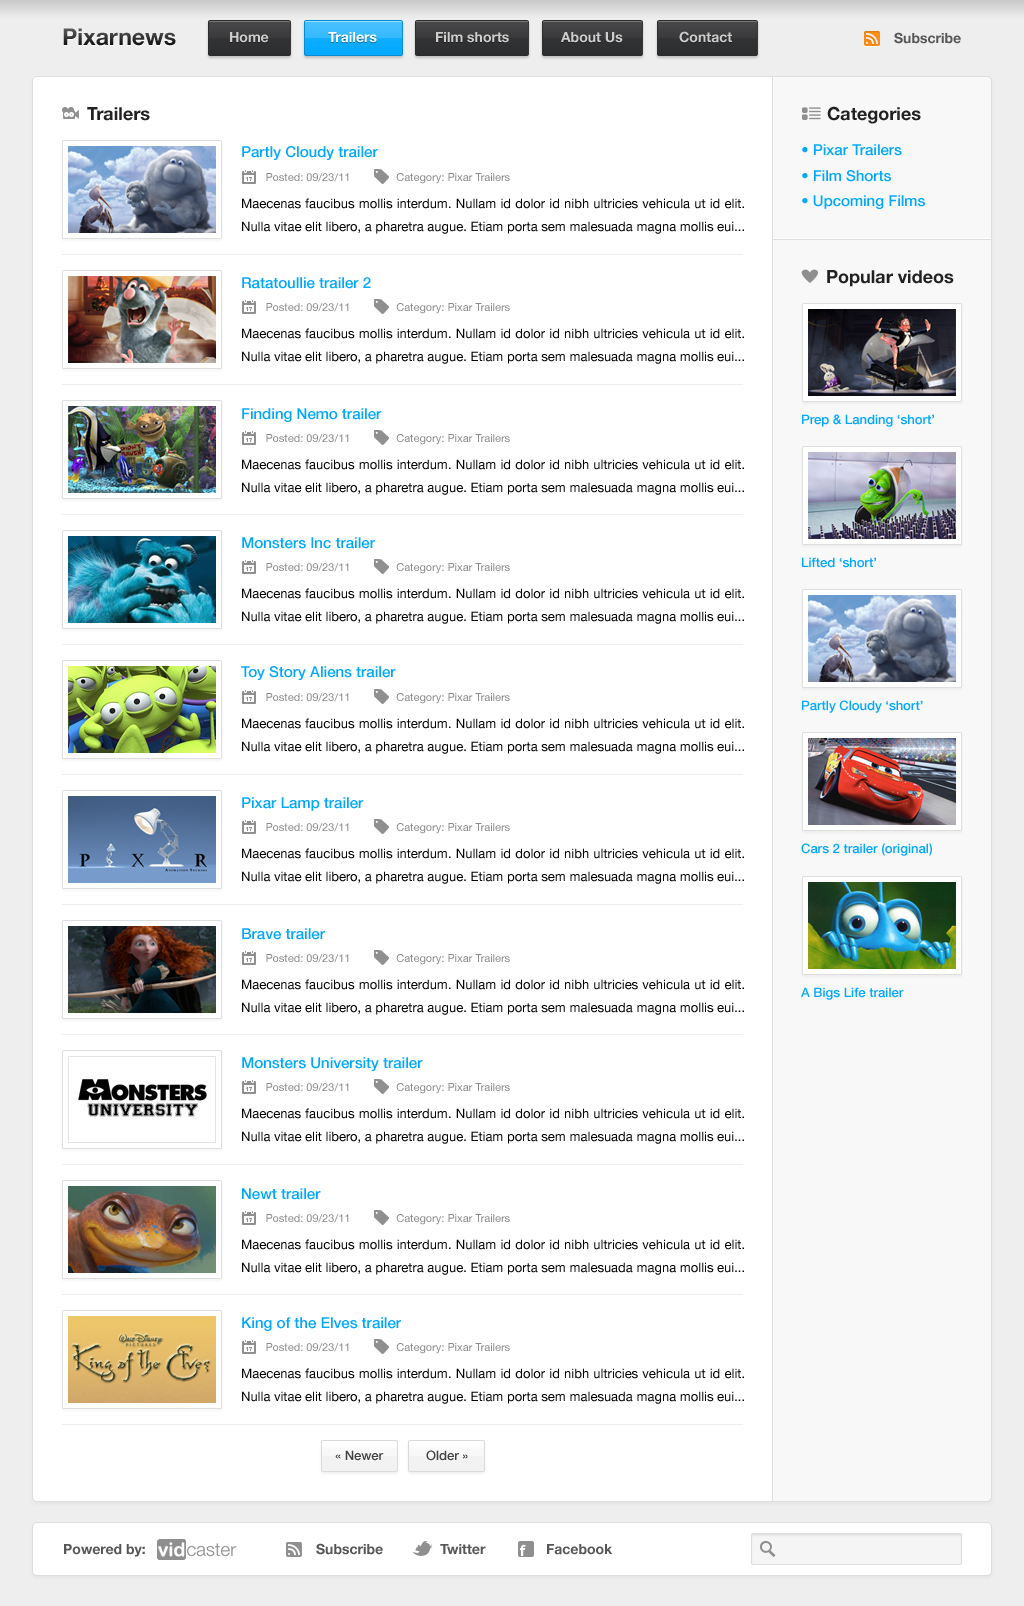 Pixarnews
Home
Trailers
Film shorts
About Us
Contact
Subscribe
Trailers
Partly Cloudy trailer
Posted: 09/23/11 Category: Pixar Trailers
Maecenas faucibus mollis interdum. Nullam id dolor id nibh ultricies vehicula ut id elit.
Nulla vitae elit libero, a pharetra augue. Etiam porta sem malesuada magna mollis eui...
Ratatoullie trailer 2
Posted: 09/23/11 Category: Pixar Trailers
Maecenas faucibus mollis interdum. Nullam id dolor id nibh ultricies vehicula ut id elit.
Nulla vitae elit libero, a pharetra augue. Etiam porta sem malesuada magna mollis eui...
Finding Nemo trailer
Posted: 09/23/11 Category: Pixar Trailers
Maecenas faucibus mollis interdum. Nullam id dolor id nibh ultricies vehicula ut id elit.
Nulla vitae elit libero, a pharetra augue. Etiam porta sem malesuada magna mollis eui...
Monsters Inc trailer
Posted: 09/23/11 Category: Pixar Trailers
Maecenas faucibus mollis interdum. Nullam id dolor id nibh ultricies vehicula ut id elit.
Nulla vitae elit libero, a pharetra augue. Etiam porta sem malesuada magna mollis eui...
Toy Story Aliens trailer
Posted: 09/23/11 Category: Pixar Trailers
Maecenas faucibus mollis interdum. Nullam id dolor id nibh ultricies vehicula ut id elit.
Nulla vitae elit libero, a pharetra augue. Etiam porta sem malesuada magna mollis eui...
P X R
ANIMATION STUDIOS
Pixar Lamp trailer
Posted: 09/23/11 Category: Pixar Trailers
Maecenas faucibus mollis interdum. Nullam id dolor id nibh ultricies vehicula ut id elit.
Nulla vitae elit libero, a pharetra augue. Etiam porta sem malesuada magna mollis eui...
Brave trailer
Posted: 09/23/11 Category: Pixar Trailers
Maecenas faucibus mollis interdum. Nullam id dolor id nibh ultricies vehicula ut id elit.
Nulla vitae elit libero, a pharetra augue. Etiam porta sem malesuada magna mollis eui...
MONSTERS
UNIVERSITY
Monsters University trailer
Posted: 09/23/11 Category: Pixar Trailers
Maecenas faucibus mollis interdum. Nullam id dolor id nibh ultricies vehicula ut id elit.
Nulla vitae elit libero, a pharetra augue. Etiam porta sem malesuada magna mollis eui...
Newt trailer
Posted: 09/23/11 Category: Pixar Trailers
Maecenas faucibus mollis interdum. Nullam id dolor id nibh ultricies vehicula ut id elit.
Nulla vitae elit libero, a pharetra augue. Etiam porta sem malesuada magna mollis eui...
WALT DISNEY
PICTURES
King of the Elves
King of the Elves trailer
Posted: 09/23/11 Category: Pixar Trailers
Maecenas faucibus mollis interdum. Nullam id dolor id nibh ultricies vehicula ut id elit.
Nulla vitae elit libero, a pharetra augue. Etiam porta sem malesuada magna mollis eui...
« Newer
Older »
Categories
• Pixar Trailers
• Film Shorts
• Upcoming Films
Popular videos
Prep & Landing ‘short’
Lifted ‘short’
Partly Cloudy ‘short’
Cars 2 trailer (original)
A Bigs Life trailer
Powered by: vidcaster
Subscribe
Twitter
Facebook